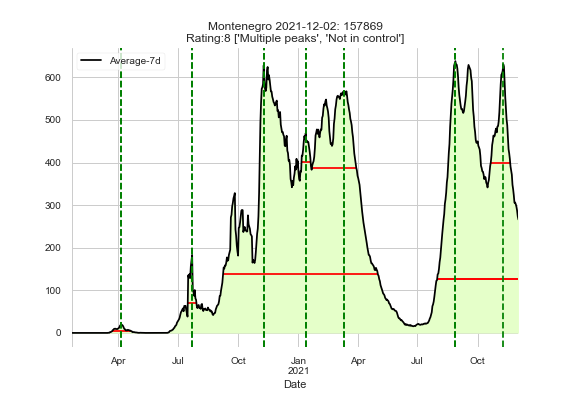 Montenegro 2021-12-02: 157869
Rating:8 ['Multiple peaks', 'Not in control']
Average-7d
600
500
400
300
200
100
0
Apr Jul Oct Jan Apr Jul Oct
2021
Date